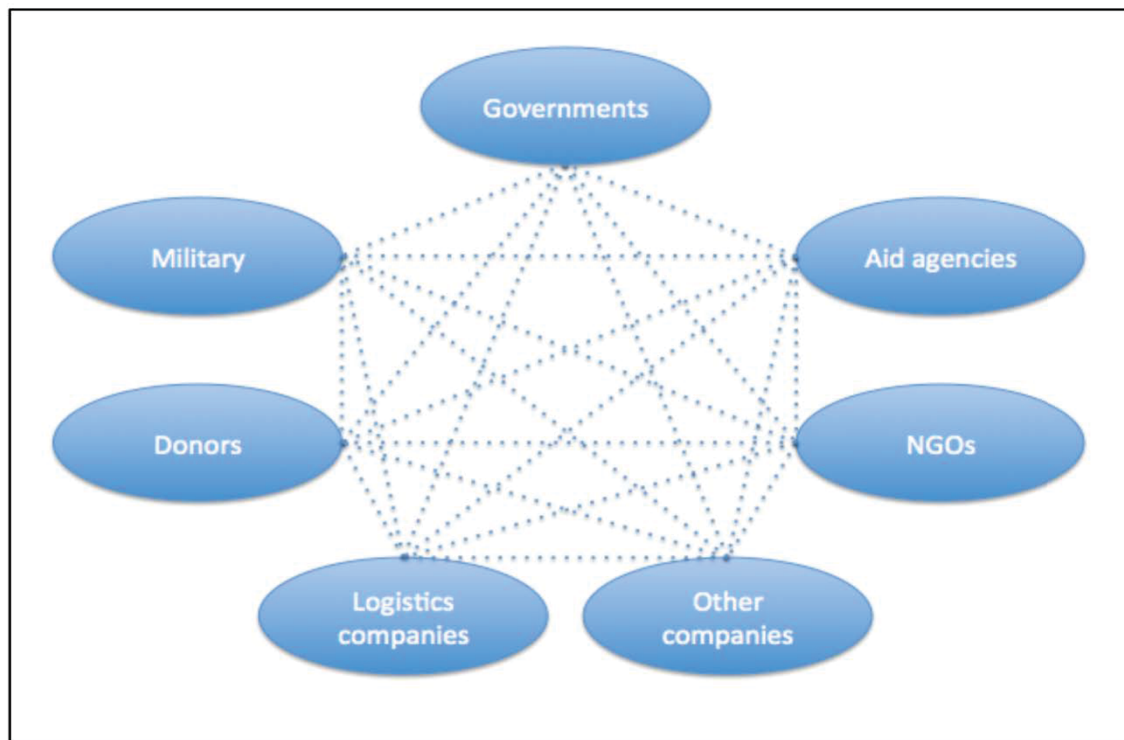 Governments
Military
Aid agencies
Donors
NGOs
Logistics
companies
Other
companies